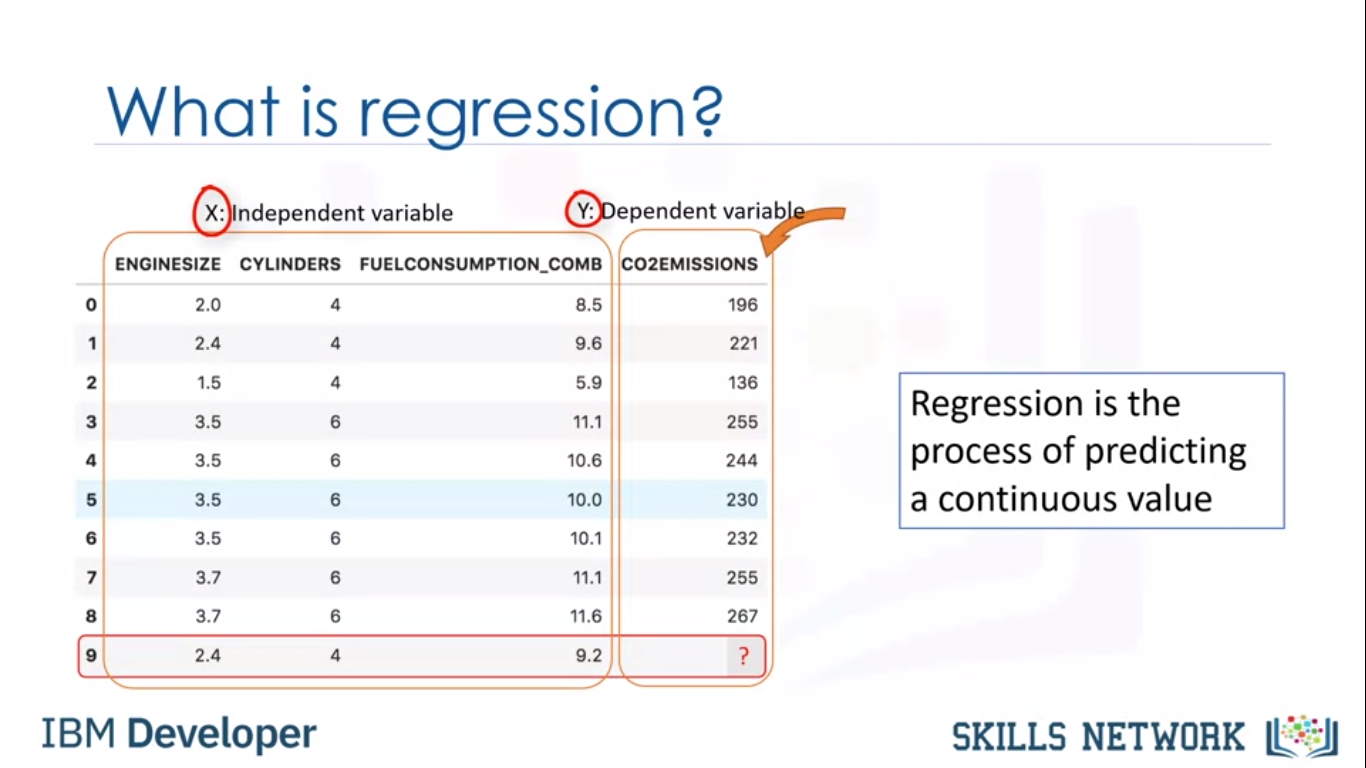 What is regression?
X: Independent variable Y: Dependent variable
ENGINESIZE CYLINDERS FUELCONSUMPTION_COMB CO2EMISSIONS
0 2.0 4 8.5 196
1 2.4 4 9.6 221
2 1.5 4 5.9 136
3 3.5 6 11.1 255
4 3.5 6 10.6 244
5 3.5 6 10.0 230
6 3.5 6 10.1 232
7 3.7 6 11.1 255
8 3.7 6 11.6 267
9 2.4 4 9.2 ?
Regression is the
process of predicting
a continuous value
IBM Developer
SKILLS NETWORK